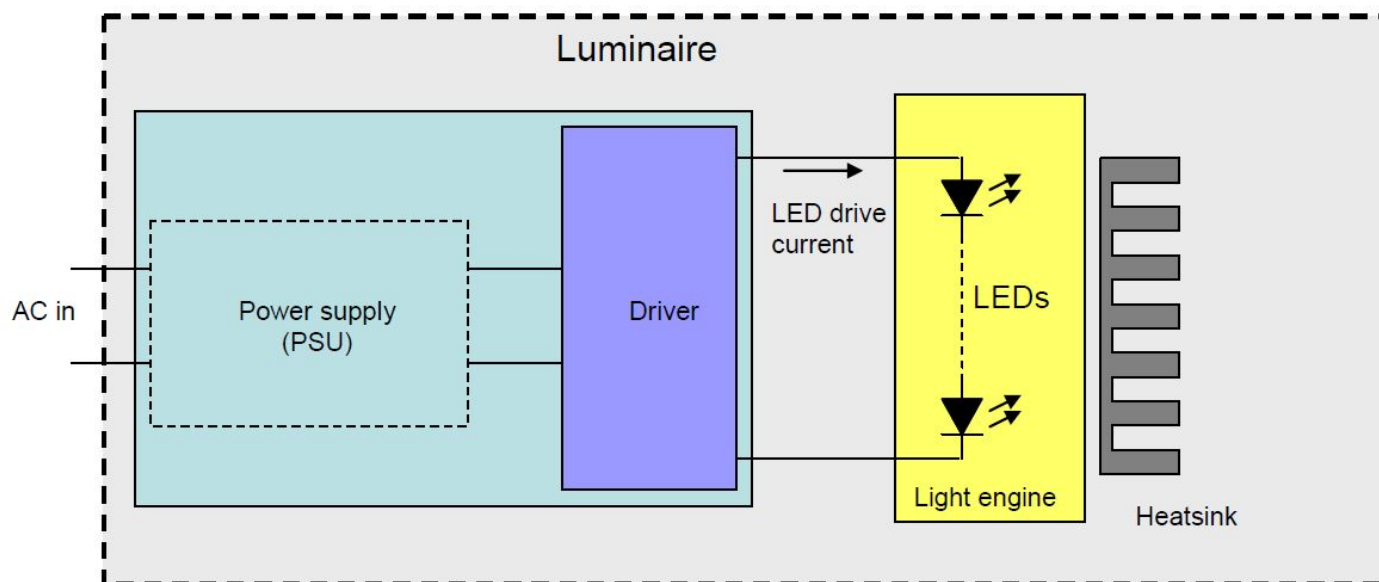 Luminaire
LED drive
current
AC in
Power supply
(PSU)
Driver
LEDs
Light engine
Heatsink